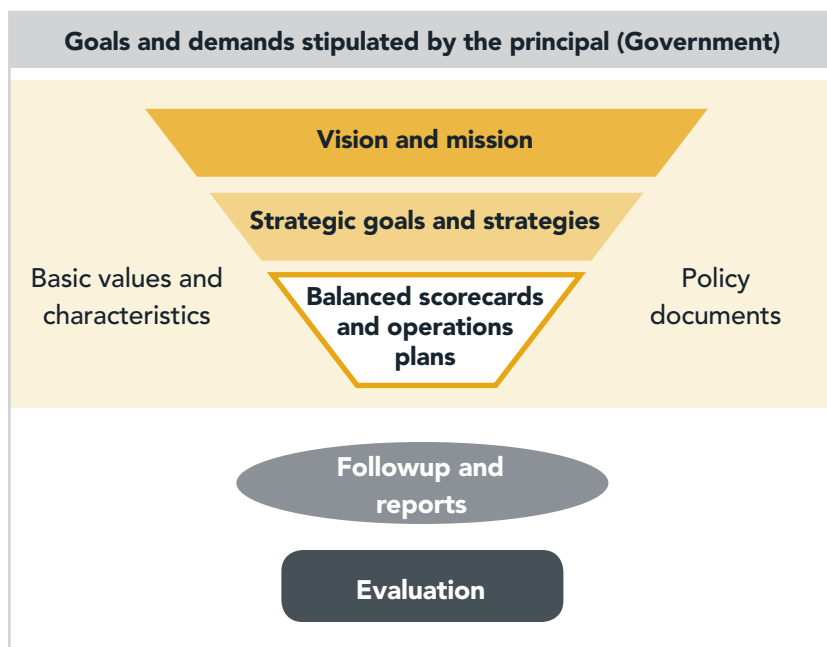 Goals and demands stipulated by the principal (Government)
Vision and mission
Strategic goals and strategies
Basic values and
characteristics
Balanced scorecards
and operations
plans
Policy
documents
Followup and
reports
Evaluation